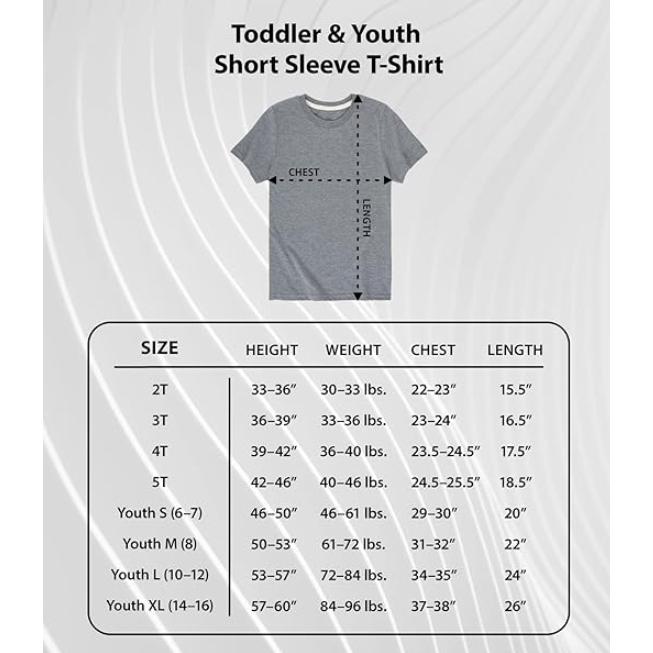 Toddler & Youth
Short Sleeve T-Shirt
CHEST
LENGTH
SIZE HEIGHT WEIGHT CHEST LENGTH
2T 33–36” 30–33 lbs. 22–23” 15.5”
3T 36–39” 33–36 lbs. 23–24” 16.5”
4T 39–42” 36–40 lbs. 23.5–24.5” 17.5”
5T 42–46” 40–46 lbs. 24.5–25.5” 18.5”
Youth S (6–7) 46–50” 46–61 lbs. 29–30” 20”
Youth M (8) 50–53” 61–72 lbs. 31–32” 22”
Youth L (10–12) 53–57” 72–84 lbs. 34–35” 24”
Youth XL (14–16) 57–60” 84–96 lbs. 37–38” 26”